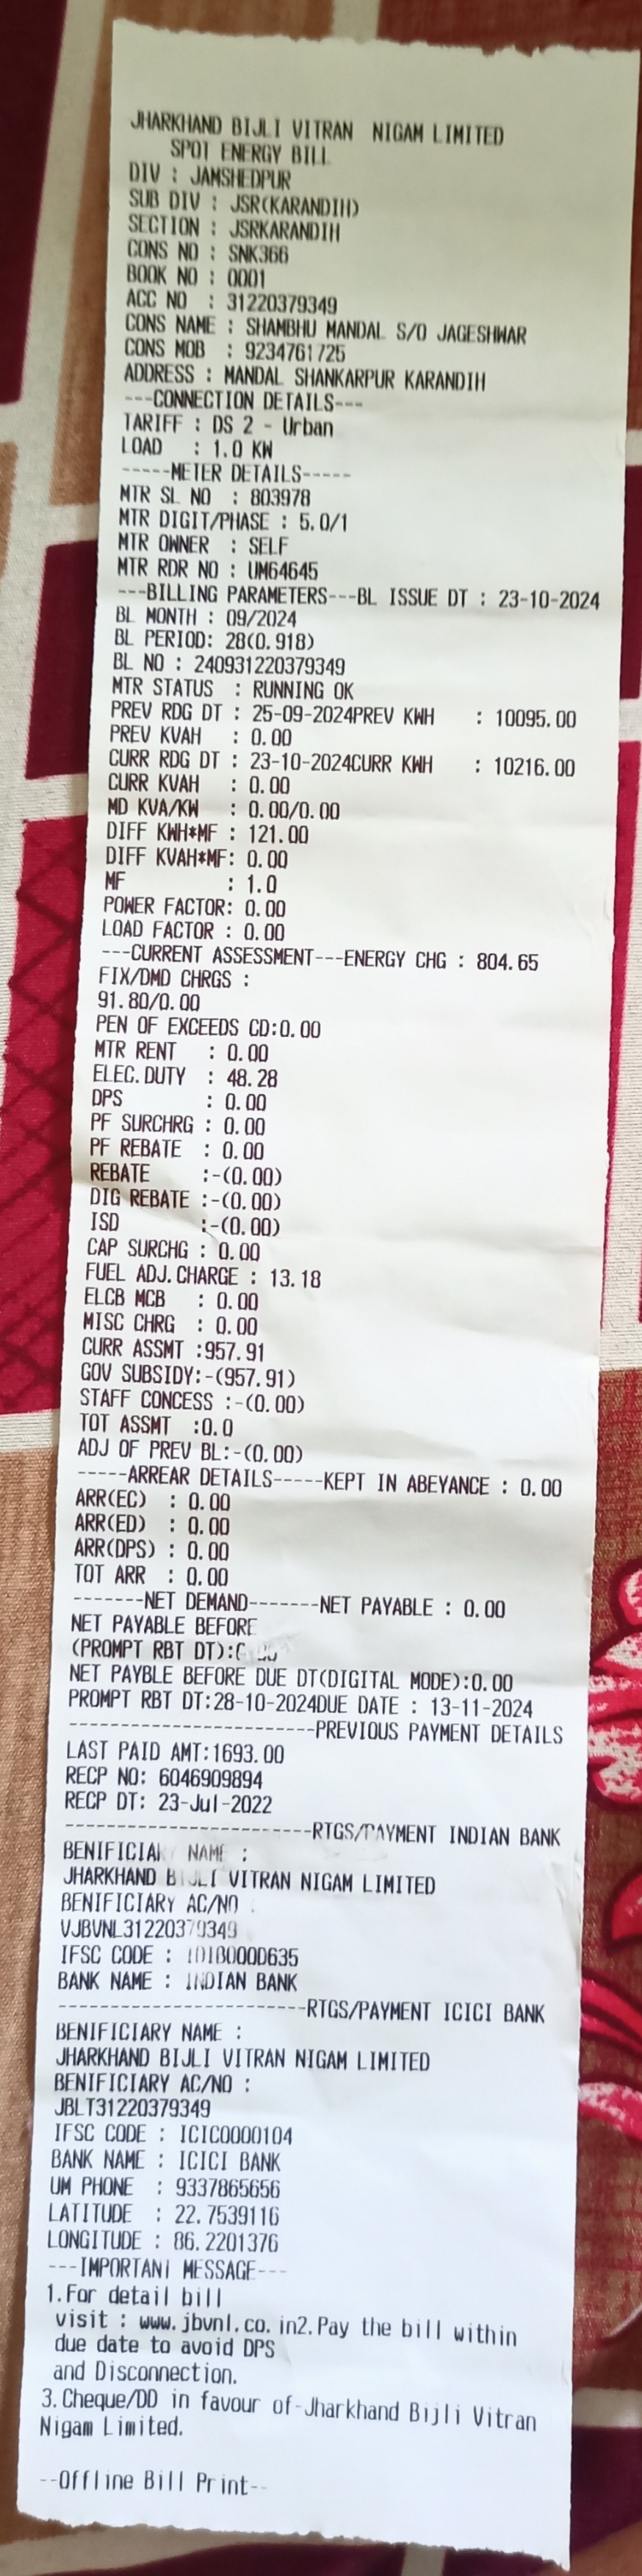 JHARKHAND BIJLI VITRAN NIGAM LIMITED
SPOT ENERGY BILL
DIV : JAMSHEDPUR
SUB DIV : JSR(KARANDIH)
SECTION : JSRKARANDIH
CONS NO : SNK366
BOOK NO : 0001
ACC NO : 31220379349
CONS NAME : SHAMBHU MANDAL S/O JAGESHWAR
CONS MOB : 9234761725
ADDRESS : MANDAL SHANKARPUR KARANDIH
---CONNECTION DETAILS---
TARIFF : DS 2 - Urban
LOAD : 1.0 KW
-----METER DETAILS-----
MTR SL NO : 803978
MTR DIGIT/PHASE : 5.0/1
MTR OWNER : SELF
MTR RDR NO : UM64645
---BILLING PARAMETERS---BL ISSUE DT : 23-10-2024
BL MONTH : 09/2024
BL PERIOD: 28(0.918)
BL NO : 240931220379349
MTR STATUS : RUNNING OK
PREV RDG DT : 25-09-2024PREV KWH : 10095.00
PREV KVAH : 0.00
CURR RDG DT : 23-10-2024CURR KWH : 10216.00
CURR KVAH : 0.00
MD KVA/KW : 0.00/0.00
DIFF KWH*MF : 121.00
DIFF KVAH*MF: 0.00
MF : 1.0
POWER FACTOR: 0.00
LOAD FACTOR : 0.00
---CURRENT ASSESSMENT---ENERGY CHG : 804.65
FIX/DMD CHRGS :
91.80/0.00
PEN OF EXCEEDS CD:0.00
MTR RENT : 0.00
ELEC.DUTY : 48.28
DPS : 0.00
PF SURCHRG : 0.00
PF REBATE : 0.00
REBATE :-(0.00)
DIG REBATE :-(0.00)
ISD :-(0.00)
CAP SURCHG : 0.00
FUEL ADJ.CHARGE : 13.18
ELCB MCB : 0.00
MISC CHRG : 0.00
CURR ASSMT :957.91
GOV SUBSIDY:-(957.91)
STAFF CONCESS :-(0.00)
TOT ASSMT :0.0
ADJ OF PREV BL:-(0.00)
-----ARREAR DETAILS-----KEPT IN ABEYANCE : 0.00
ARR(EC) : 0.00
ARR(ED) : 0.00
ARR(DPS) : 0.00
TOT ARR : 0.00
-------NET DEMAND-------NET PAYABLE : 0.00
NET PAYABLE BEFORE
(PROMPT RBT DT):
NET PAYBLE BEFORE DUE DT(DIGITAL MODE):0.00
PROMPT RBT DT:28-10-2024DUE DATE : 13-11-2024
------------------------PREVIOUS PAYMENT DETAILS
LAST PAID AMT:1693.00
RECP NO: 6046909894
RECP DT: 23-Jul-2022
------------------------RTGS/PAYMENT INDIAN BANK
NAME :
JHARKHAND BIJLI VITRAN NIGAM LIMITED
BENIFICIARY AC/NO :
VJBVNL31220379349
IFSC CODE :
BANK NAME : INDIAN BANK
------------------------RTGS/PAYMENT ICICI BANK
BENIFICIARY NAME :
JHARKHAND BIJLI VITRAN NIGAM LIMITED
BENIFICIARY AC/NO :
JBLT31220379349
IFSC CODE : ICIC0000104
BANK NAME : ICICI BANK
UM PHONE : 9337865656
LATITUDE : 22.7539116
LONGITUDE : 86.2201376
---IMPORTANT MESSAGE---
1.For detail bill
visit : www.jbvnl.co.in2.Pay the bill within
due date to avoid DPS
and Disconnection.
3.Cheque/DD in favour of-Jharkhand Bijli Vitran
Nigam Limited.
--Offline Bill Print--